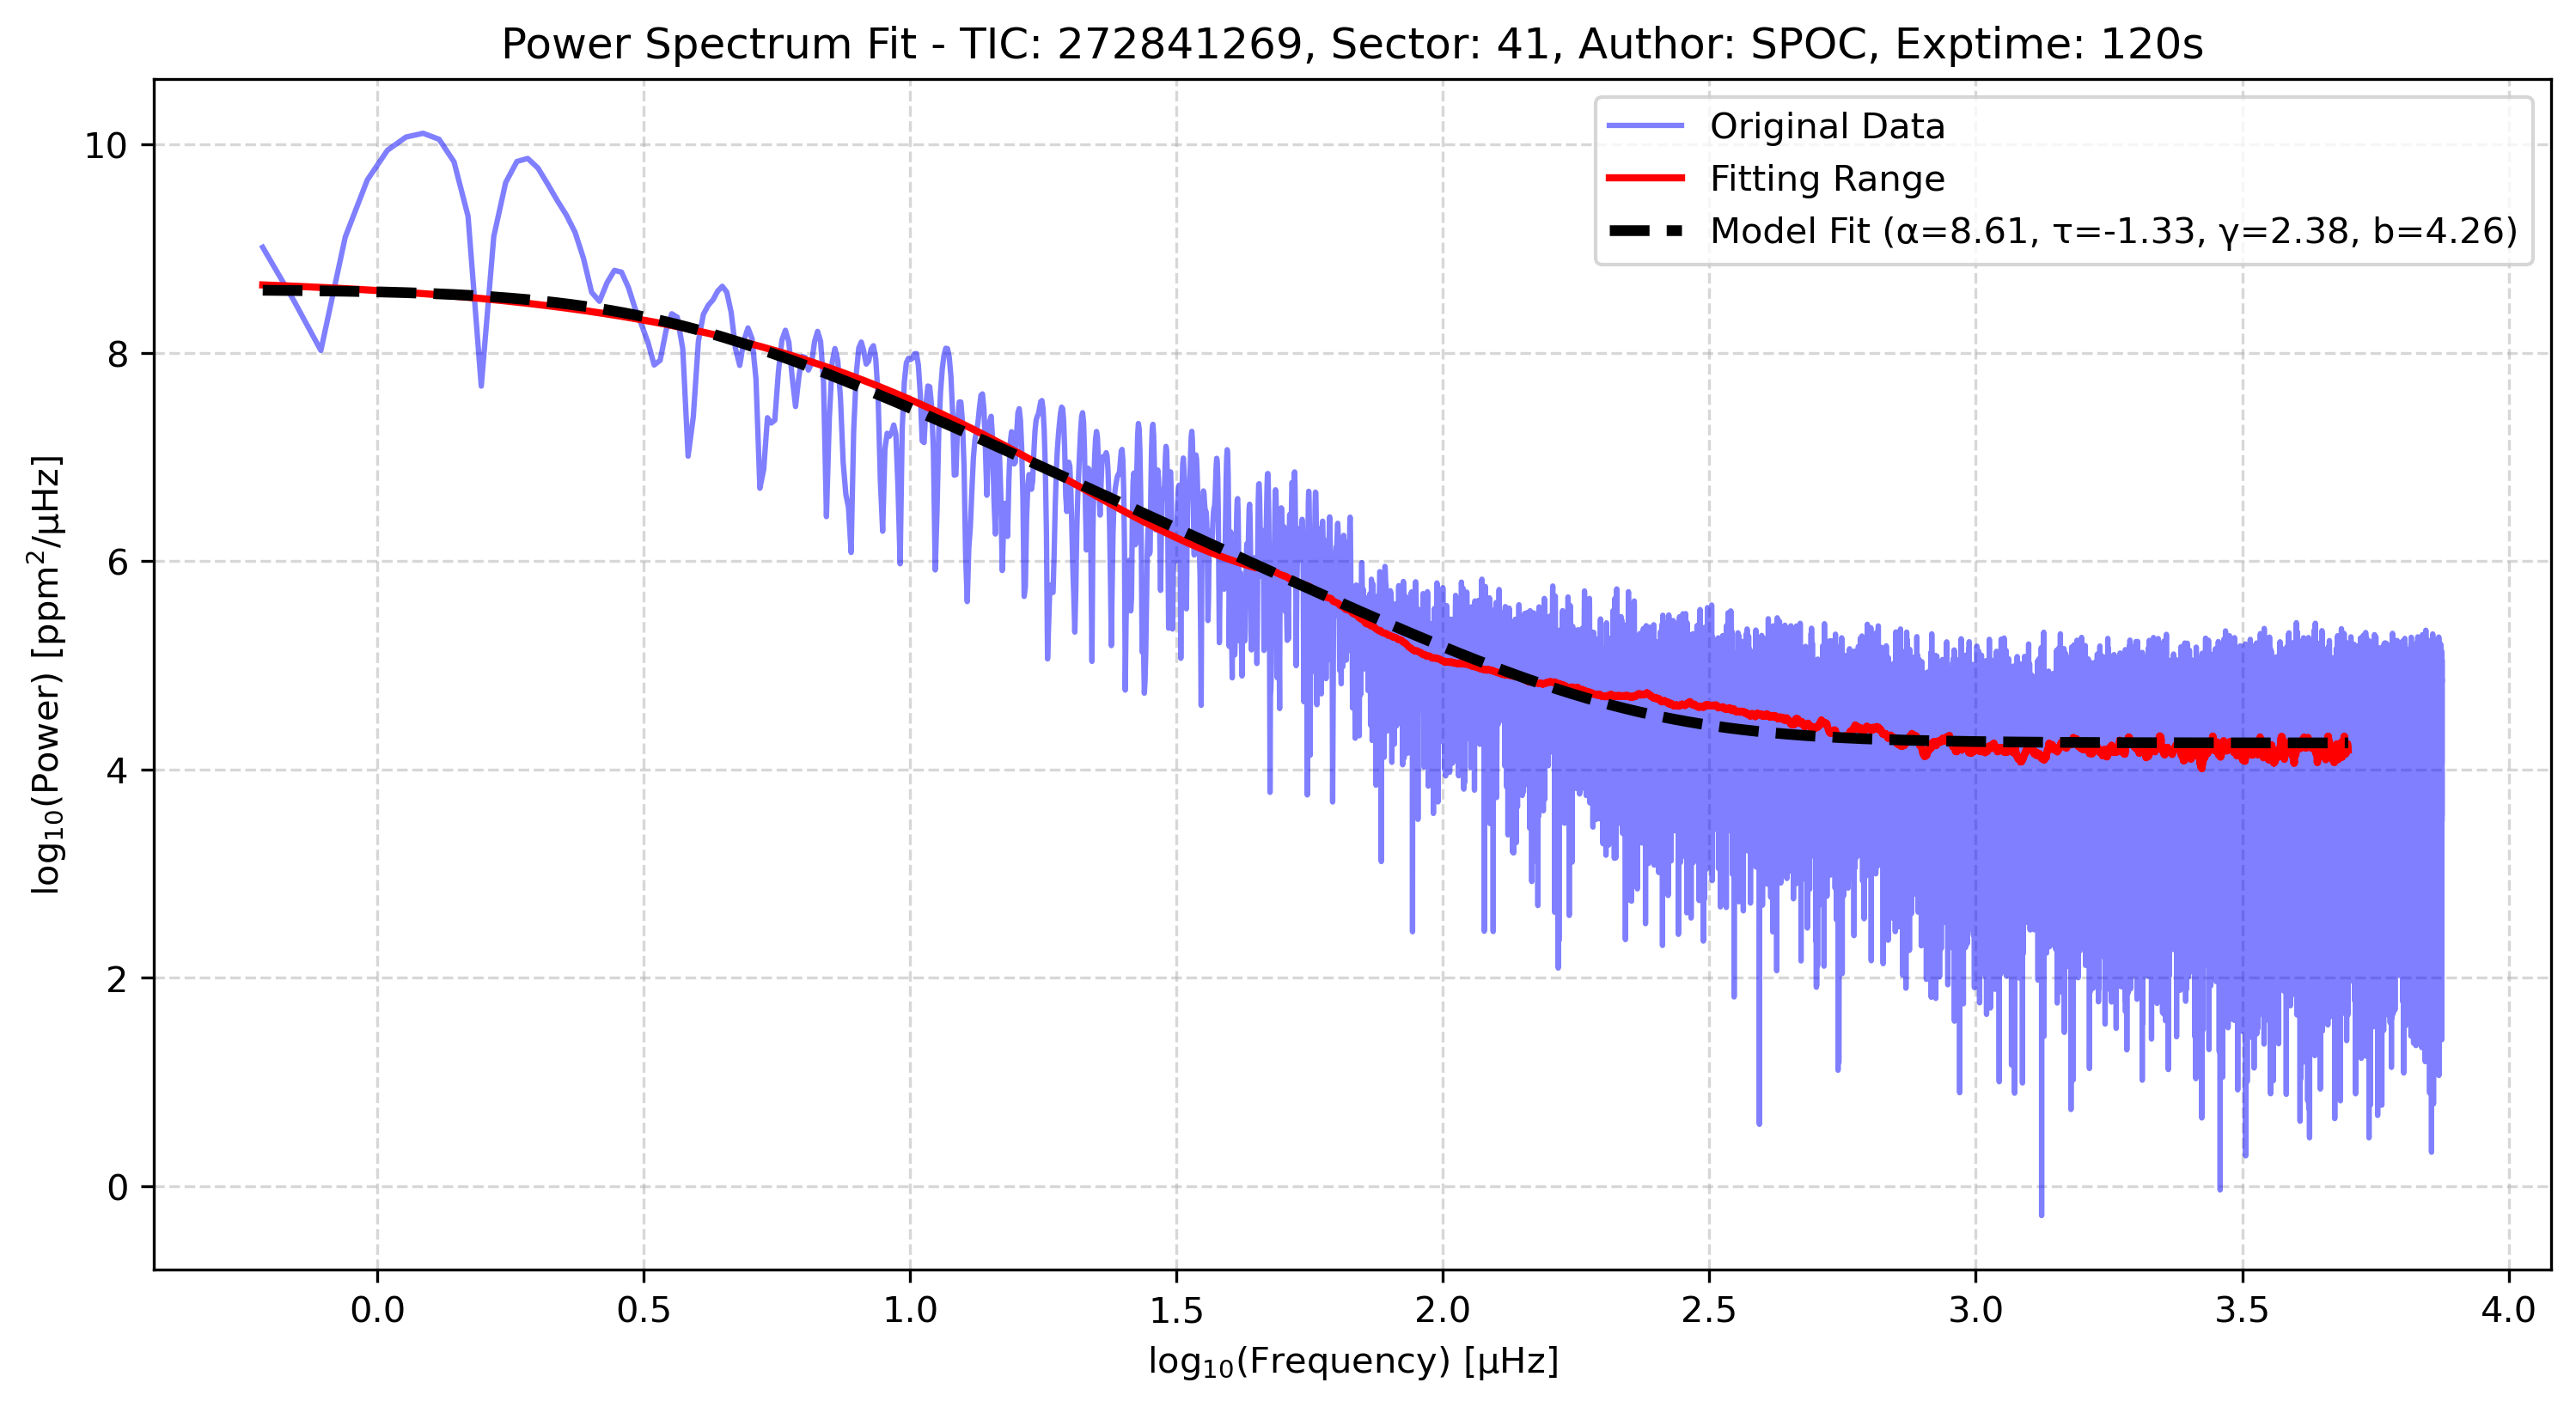 Power Spectrum Fit - TIC: 272841269, Sector: 41, Author: SPOC, Exptime: 120s
Original Data
Fitting Range
Model Fit (α=8.61, τ=-1.33, γ=2.38, b=4.26)
log₁₀(Power) [ppm²/μHz]
10
8
6
4
2
0
0.0 0.5 1.0 1.5 2.0 2.5 3.0 3.5 4.0
log₁₀(Frequency) [μHz]